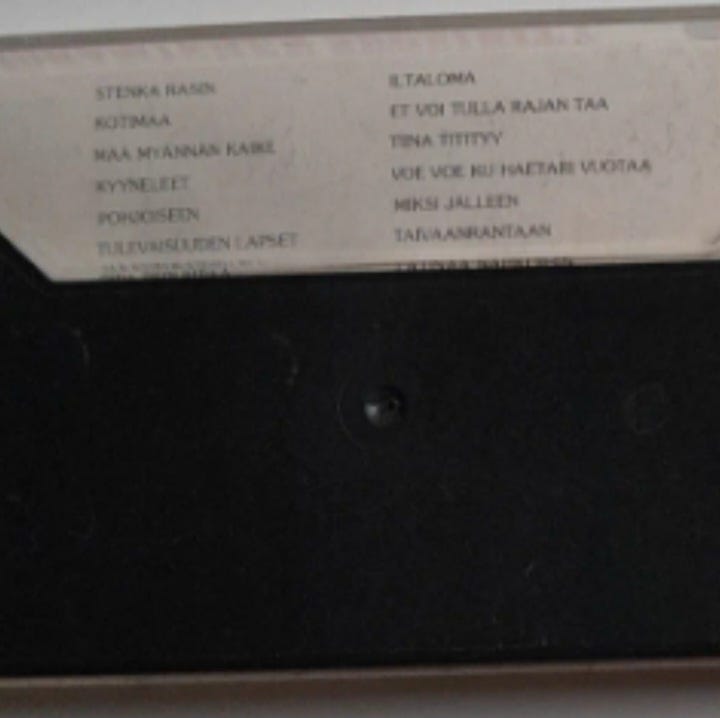 STENKA RASIN
KOTIMAA
MAA MYÄNNÄN KAIKE
KYYNELEET
POHJOISEEN
TULEVAISUUDEN LAPSET
ILTALOMA
ET VOI TULLA RAJAN TAA
TIINA TITITYY
VOE VOE KU HAETARI VUOTAA
MIKSI JÄLLEEN
TAIVAANRANTAAN